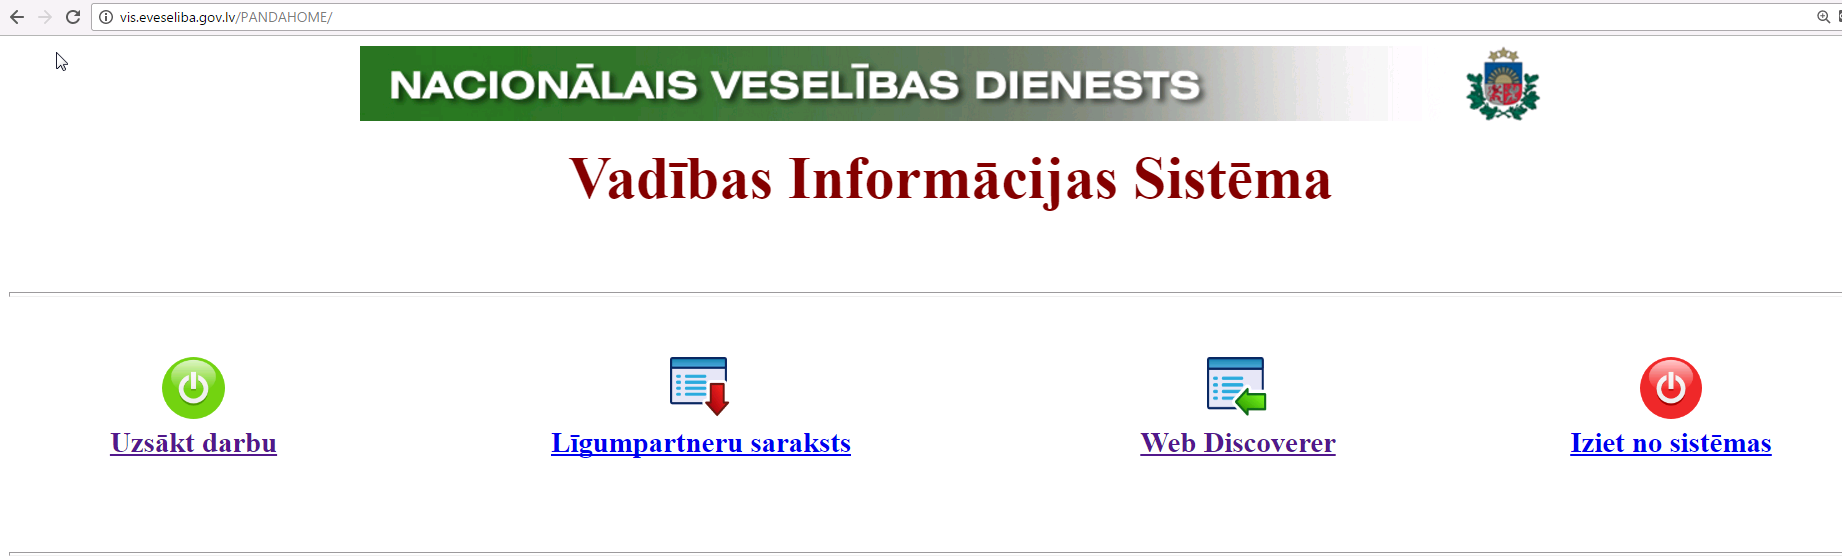 vis.eveseliba.gov.lv/PANDAHOME/
NACIONĀLAIS VESELĪBAS DIENESTS
Vadības Informācijas Sistēma
Uzsākt darbu
Līgumpartneru saraksts
Web Discoverer
Iziet no sistēmas